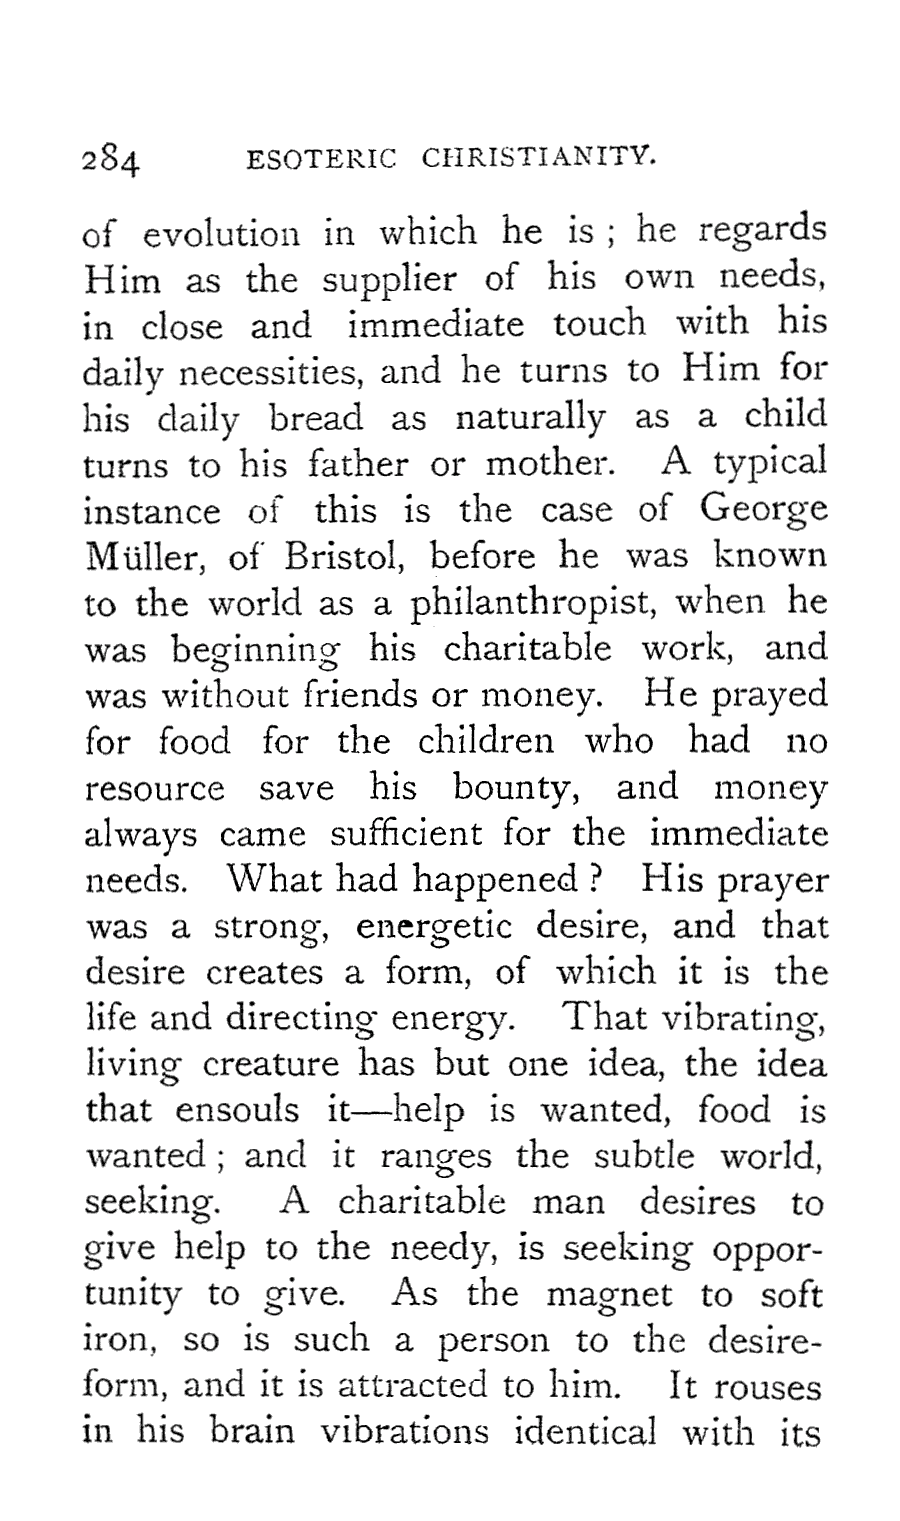 284 ESOTERIC CHRISTIANITY.
of evolution in which he is ; he regards
Him as the supplier of his own needs,
in close and immediate touch with his
daily necessities, and he turns to Him for
his daily bread as naturally as a child
turns to his father or mother. A typical
instance of this is the case of George
Müller, of Bristol, before he was known
to the world as a philanthropist, when he
was beginning his charitable work, and
was without friends or money. He prayed
for food for the children who had no
resource save his bounty, and money
always came sufficient for the immediate
needs. What had happened ? His prayer
was a strong, energetic desire, and that
desire creates a form, of which it is the
life and directing energy. That vibrating,
living creature has but one idea, the idea
that ensouls it—help is wanted, food is
wanted ; and it ranges the subtle world,
seeking. A charitable man desires to
give help to the needy, is seeking oppor-
tunity to give. As the magnet to soft
iron, so is such a person to the desire-
form, and it is attracted to him. It rouses
in his brain vibrations identical with its